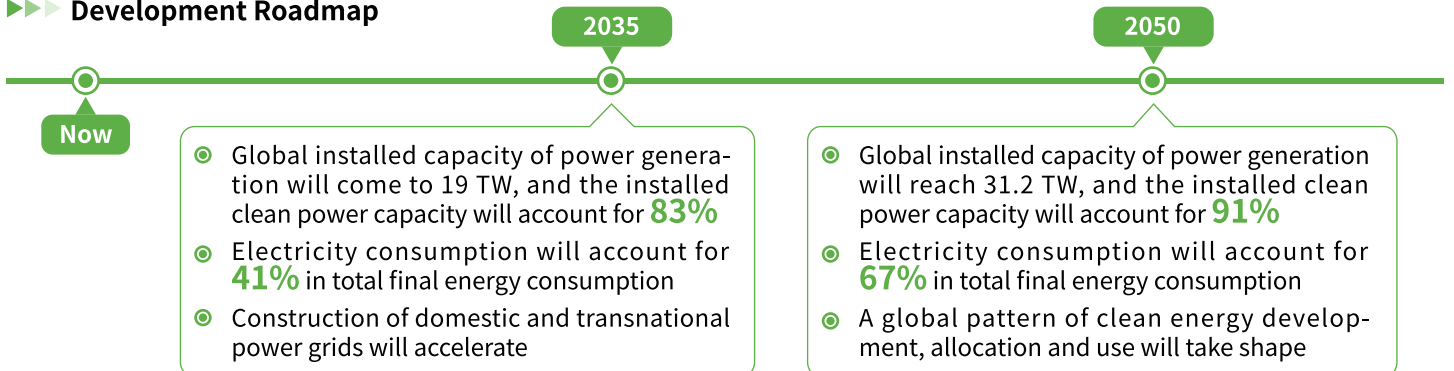 Development Roadmap
2035
2050
Now
Global installed capacity of power genera-
tion will come to 19 TW, and the installed
clean power capacity will account for 83%
Electricity consumption will account for
41% in total final energy consumption
Construction of domestic and transnational
power grids will accelerate
Global installed capacity of power generation
will reach 31.2 TW, and the installed clean
power capacity will account for 91%
Electricity consumption will account for
67% in total final energy consumption
A global pattern of clean energy develop-
ment, allocation and use will take shape